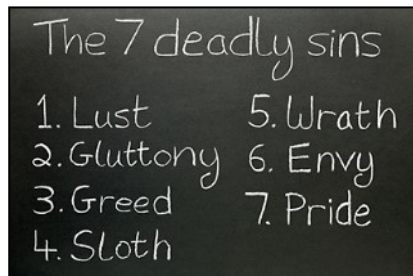 The 7 deadly sins
1. Lust
2. Gluttony
3. Greed
4. Sloth
5. Wrath
6. Envy
7. Pride